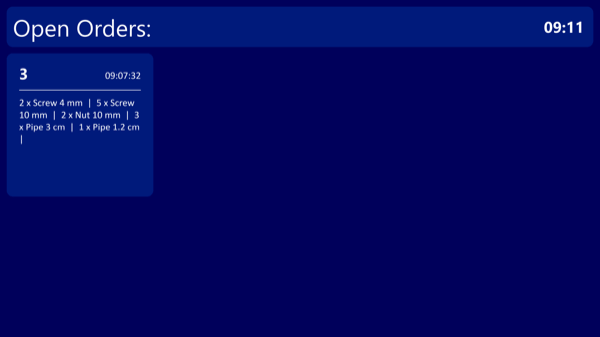 Open Orders:
09:11
3
09:07:32
2 x Screw 4 mm | 5 x Screw
10 mm | 2 x Nut 10 mm | 3
x Pipe 3 cm | 1 x Pipe 1.2 cm
|